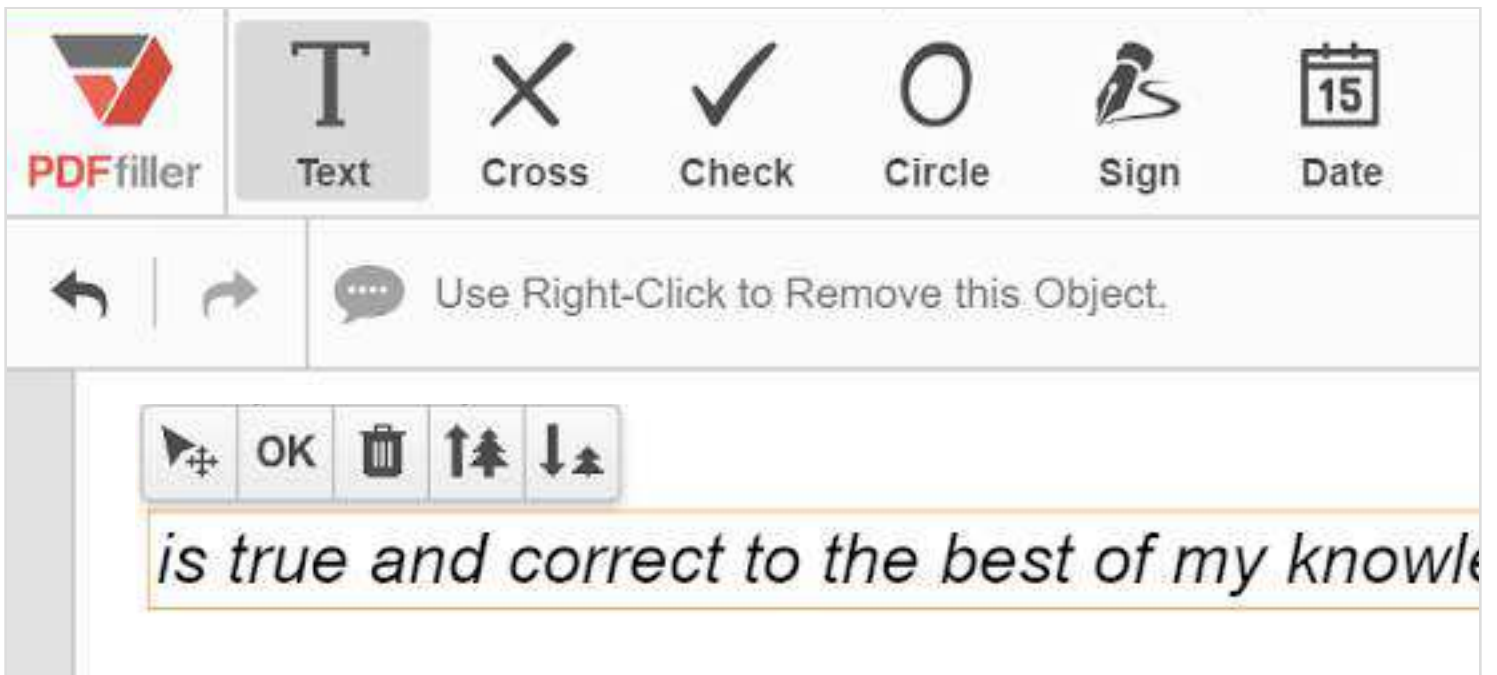 PDFfiller
Text Cross Check Circle Sign 15 Date
Use Right-Click to Remove this Object.
OK
is true and correct to the best of my knowle